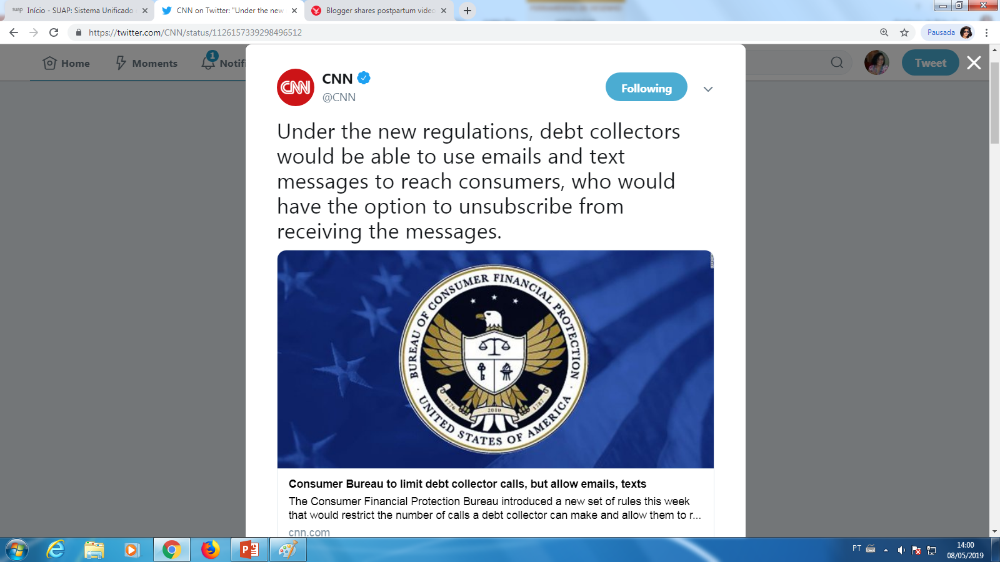 suap Início - SUAP: Sistema Unificado
CNN on Twitter: "Under the new
Blogger shares postpartum video
https://twitter.com/CNN/status/1126157339298496512
Pausada
Home
Moments
1
Notifi
Tweet
CNN
CNN
@CNN
Following
Under the new regulations, debt collectors
would be able to use emails and text
messages to reach consumers, who would
have the option to unsubscribe from
receiving the messages.
BUREAU OF CONSUMER FINANCIAL PROTECTION
1776
2010
1787
UNITED STATES OF AMERICA
Consumer Bureau to limit debt collector calls, but allow emails, texts
The Consumer Financial Protection Bureau introduced a new set of rules this week
that would restrict the number of calls a debt collector can make and allow them to r...
cnn.com
PT
14:00
08/05/2019